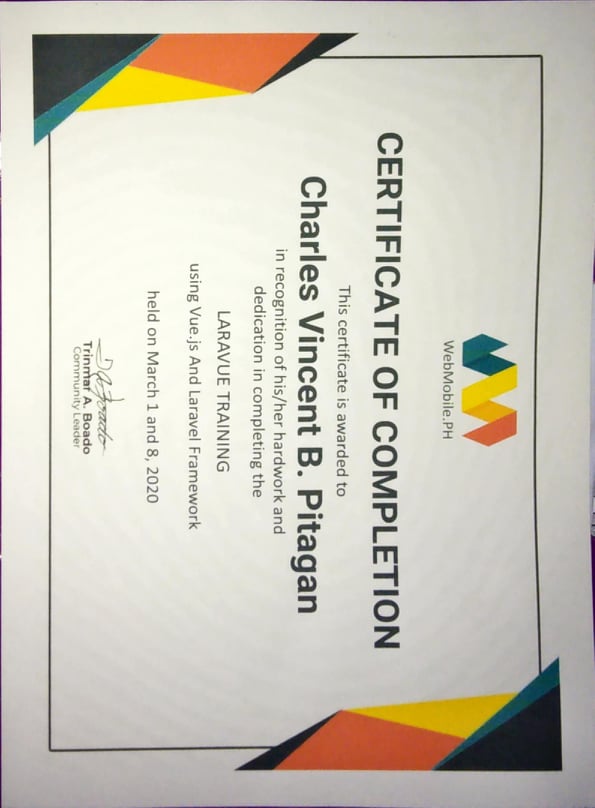 WebMobile.PH
CERTIFICATE OF COMPLETION
This certificate is awarded to
Charles Vincent B. Pitagan
in recognition of his/her hardwork and
dedication in completing the
LARAVUE TRAINING
using Vue.js And Laravel Framework
held on March 1 and 8, 2020
Trinmar A. Boado
Community Leader